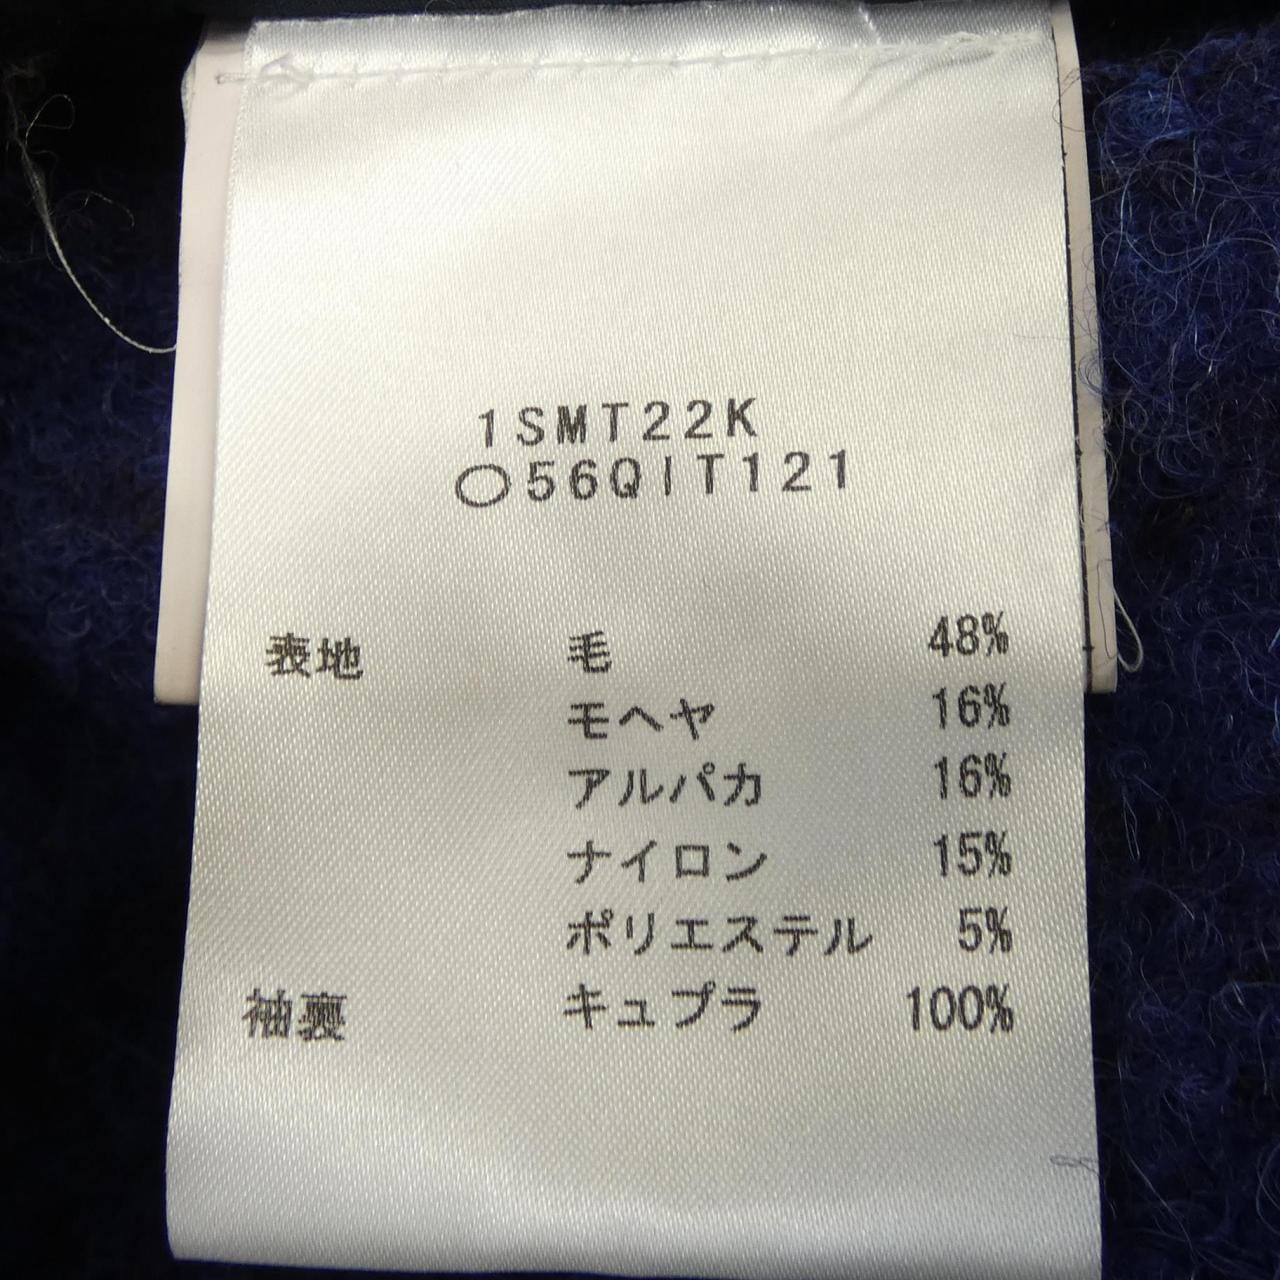 1SMT22K
○56QIT121
表地 毛 48%
モヘヤ 16%
アルパカ 16%
ナイロン 15%
ポリエステル 5%
袖裏 キュプラ 100%